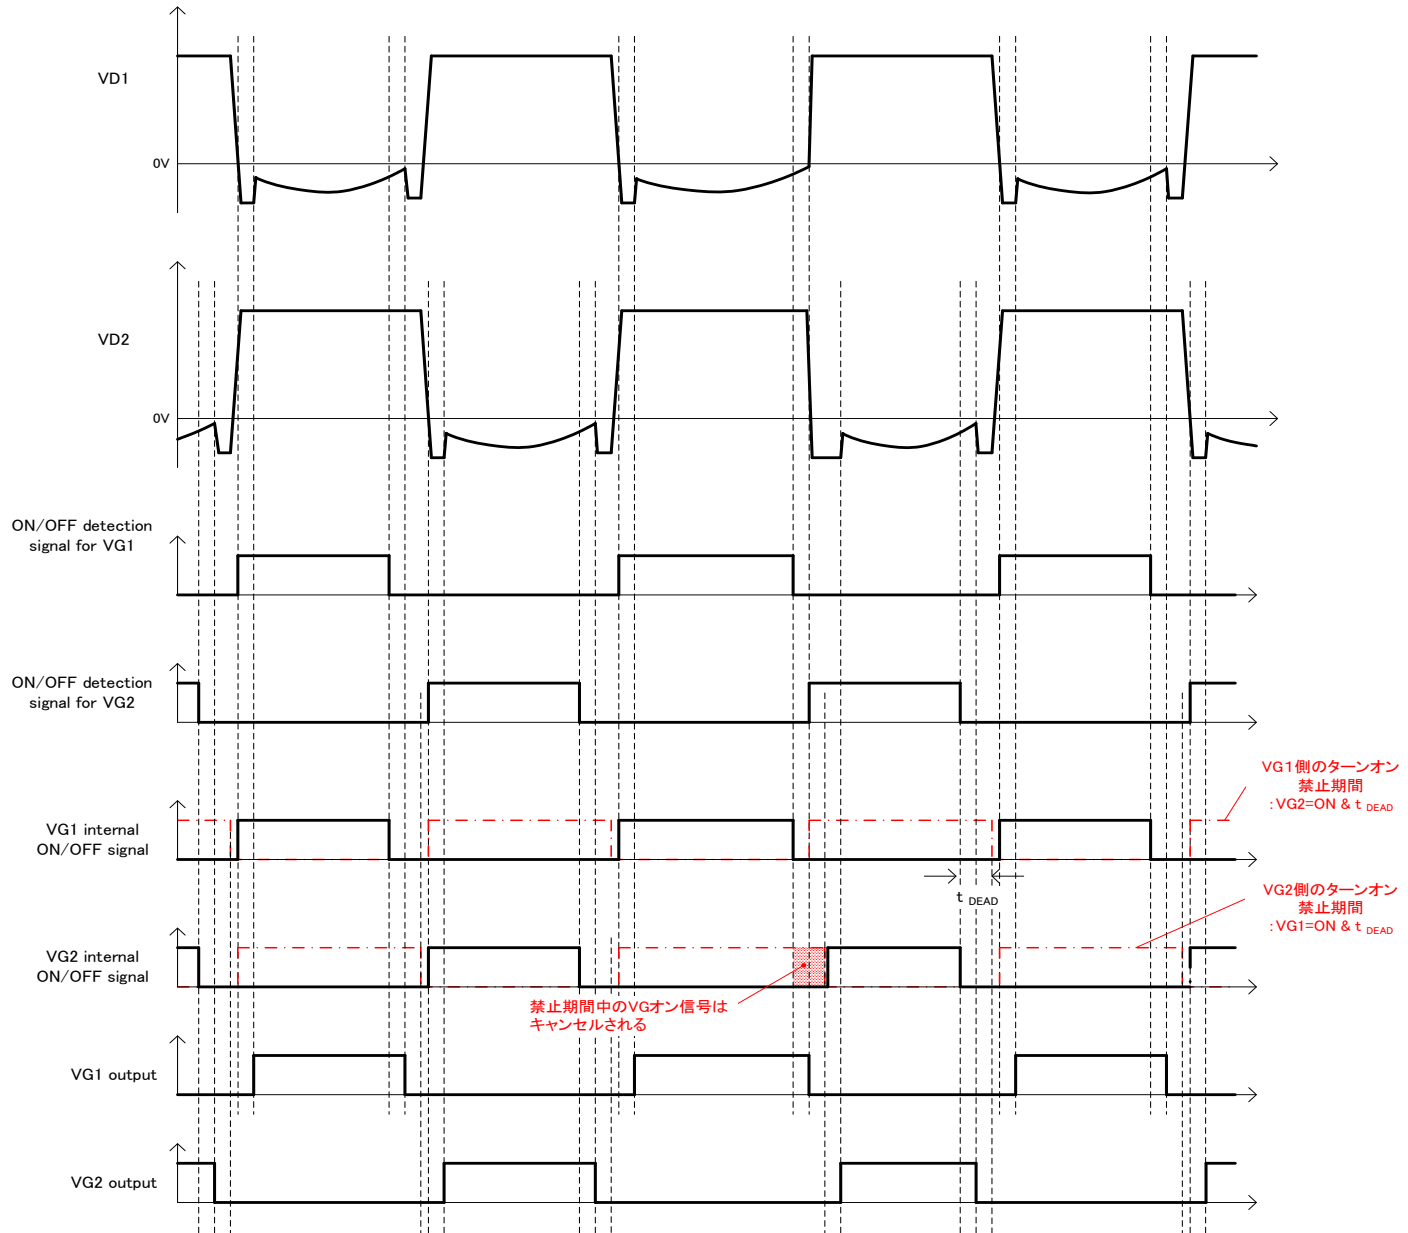 VD1
0V
VD2
0V
ON/OFF detection
signal for VG1
ON/OFF detection
signal for VG2
VG1側のターンオン
禁止期間
:VG2=ON & t DEAD
VG1 internal
ON/OFF signal
t DEAD
VG2側のターンオン
禁止期間
:VG1=ON & t DEAD
VG2 internal
ON/OFF signal
禁止期間中のVGオン信号は
キャンセルされる
VG1 output
VG2 output